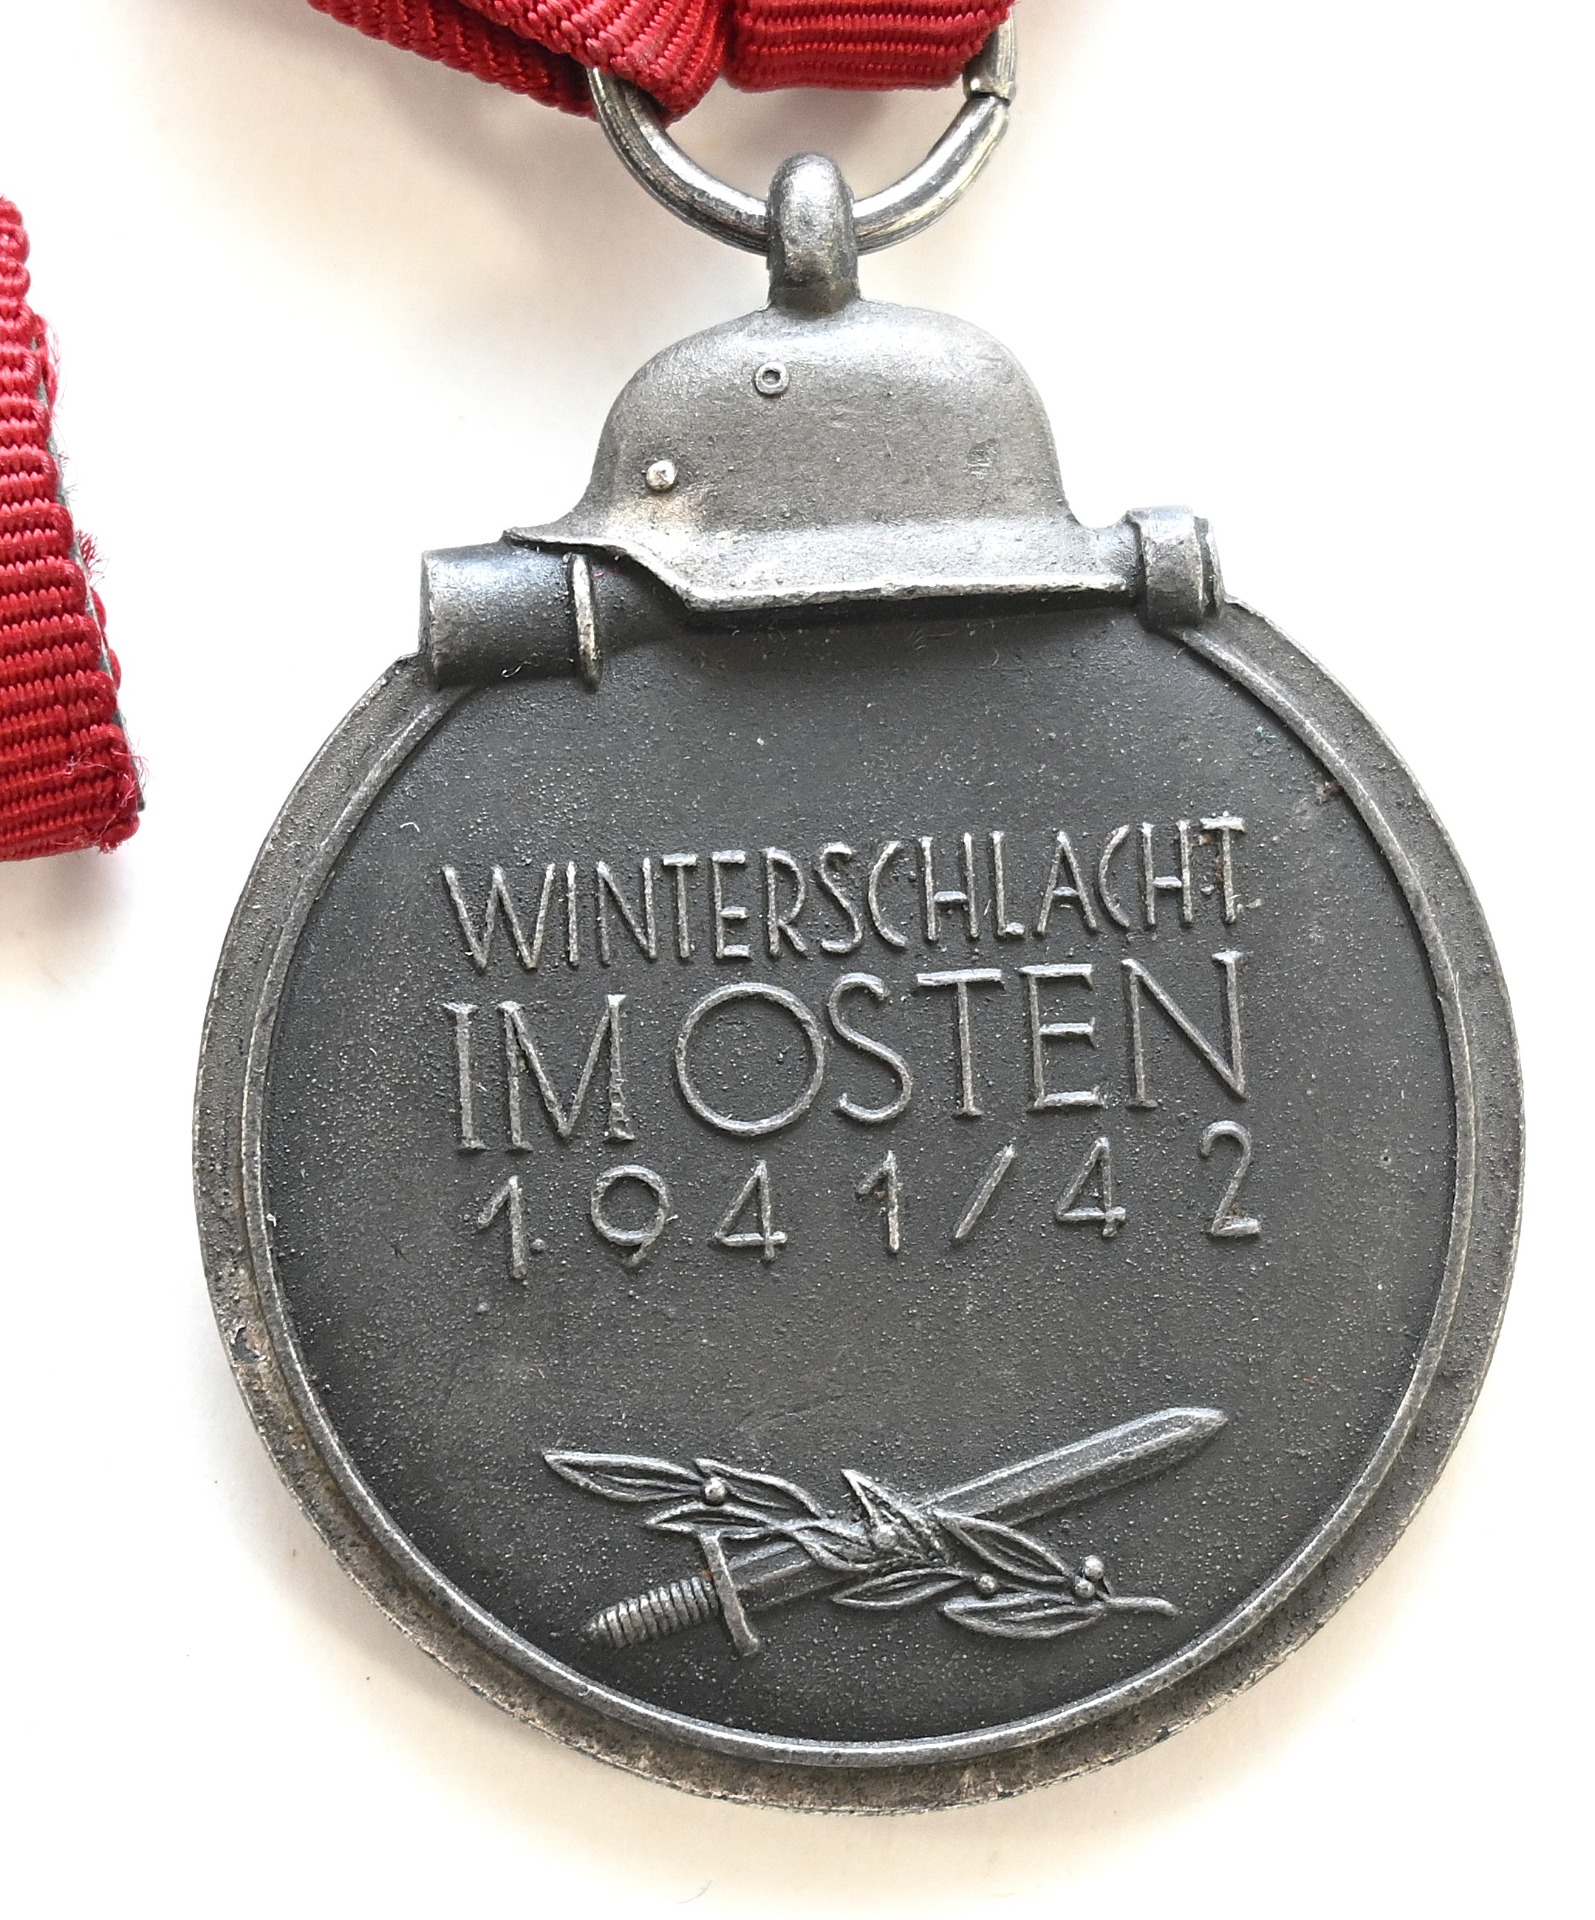 WINTERSCHLACHT
IM OSTEN
1941/42